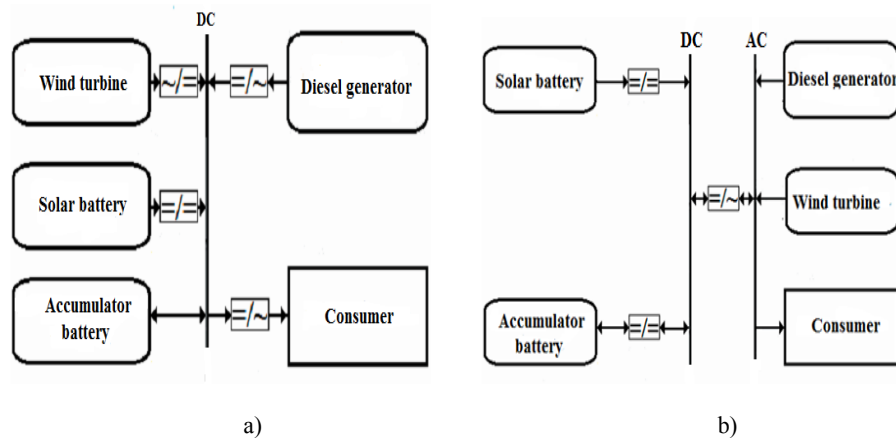 DC
Wind turbine
~/=
=/~
Diesel generator
Solar battery
=/=
Accumulator
battery
=/~
Consumer
a)
DC
AC
Solar battery
=/=
Diesel generator
=/~
Wind turbine
Accumulator
battery
=/=
Consumer
b)